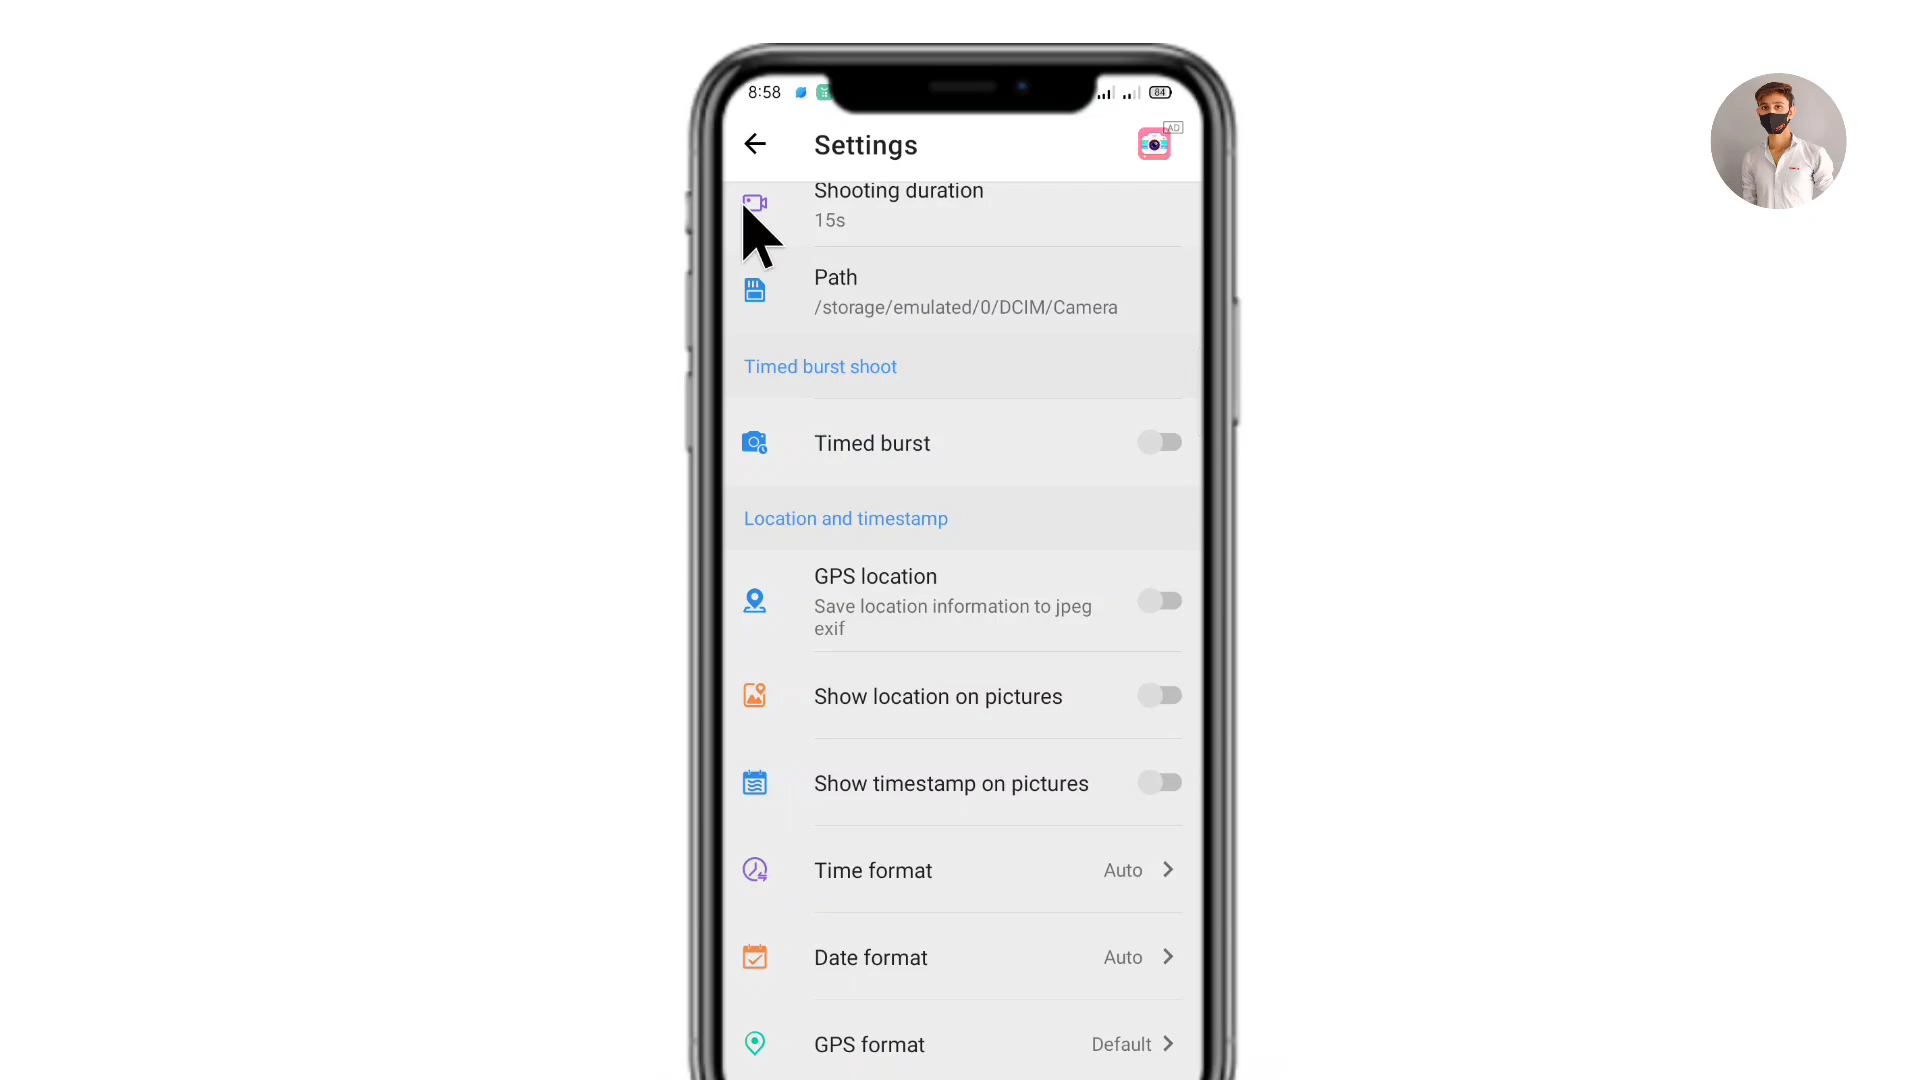 8:58
84
Settings
AD
Shooting duration
15s
Path
/storage/emulated/0/DCIM/Camera
Timed burst shoot
Timed burst
Location and timestamp
GPS location
Save location information to jpeg
exif
Show location on pictures
Show timestamp on pictures
Time format Auto
Date format Auto
GPS format Default